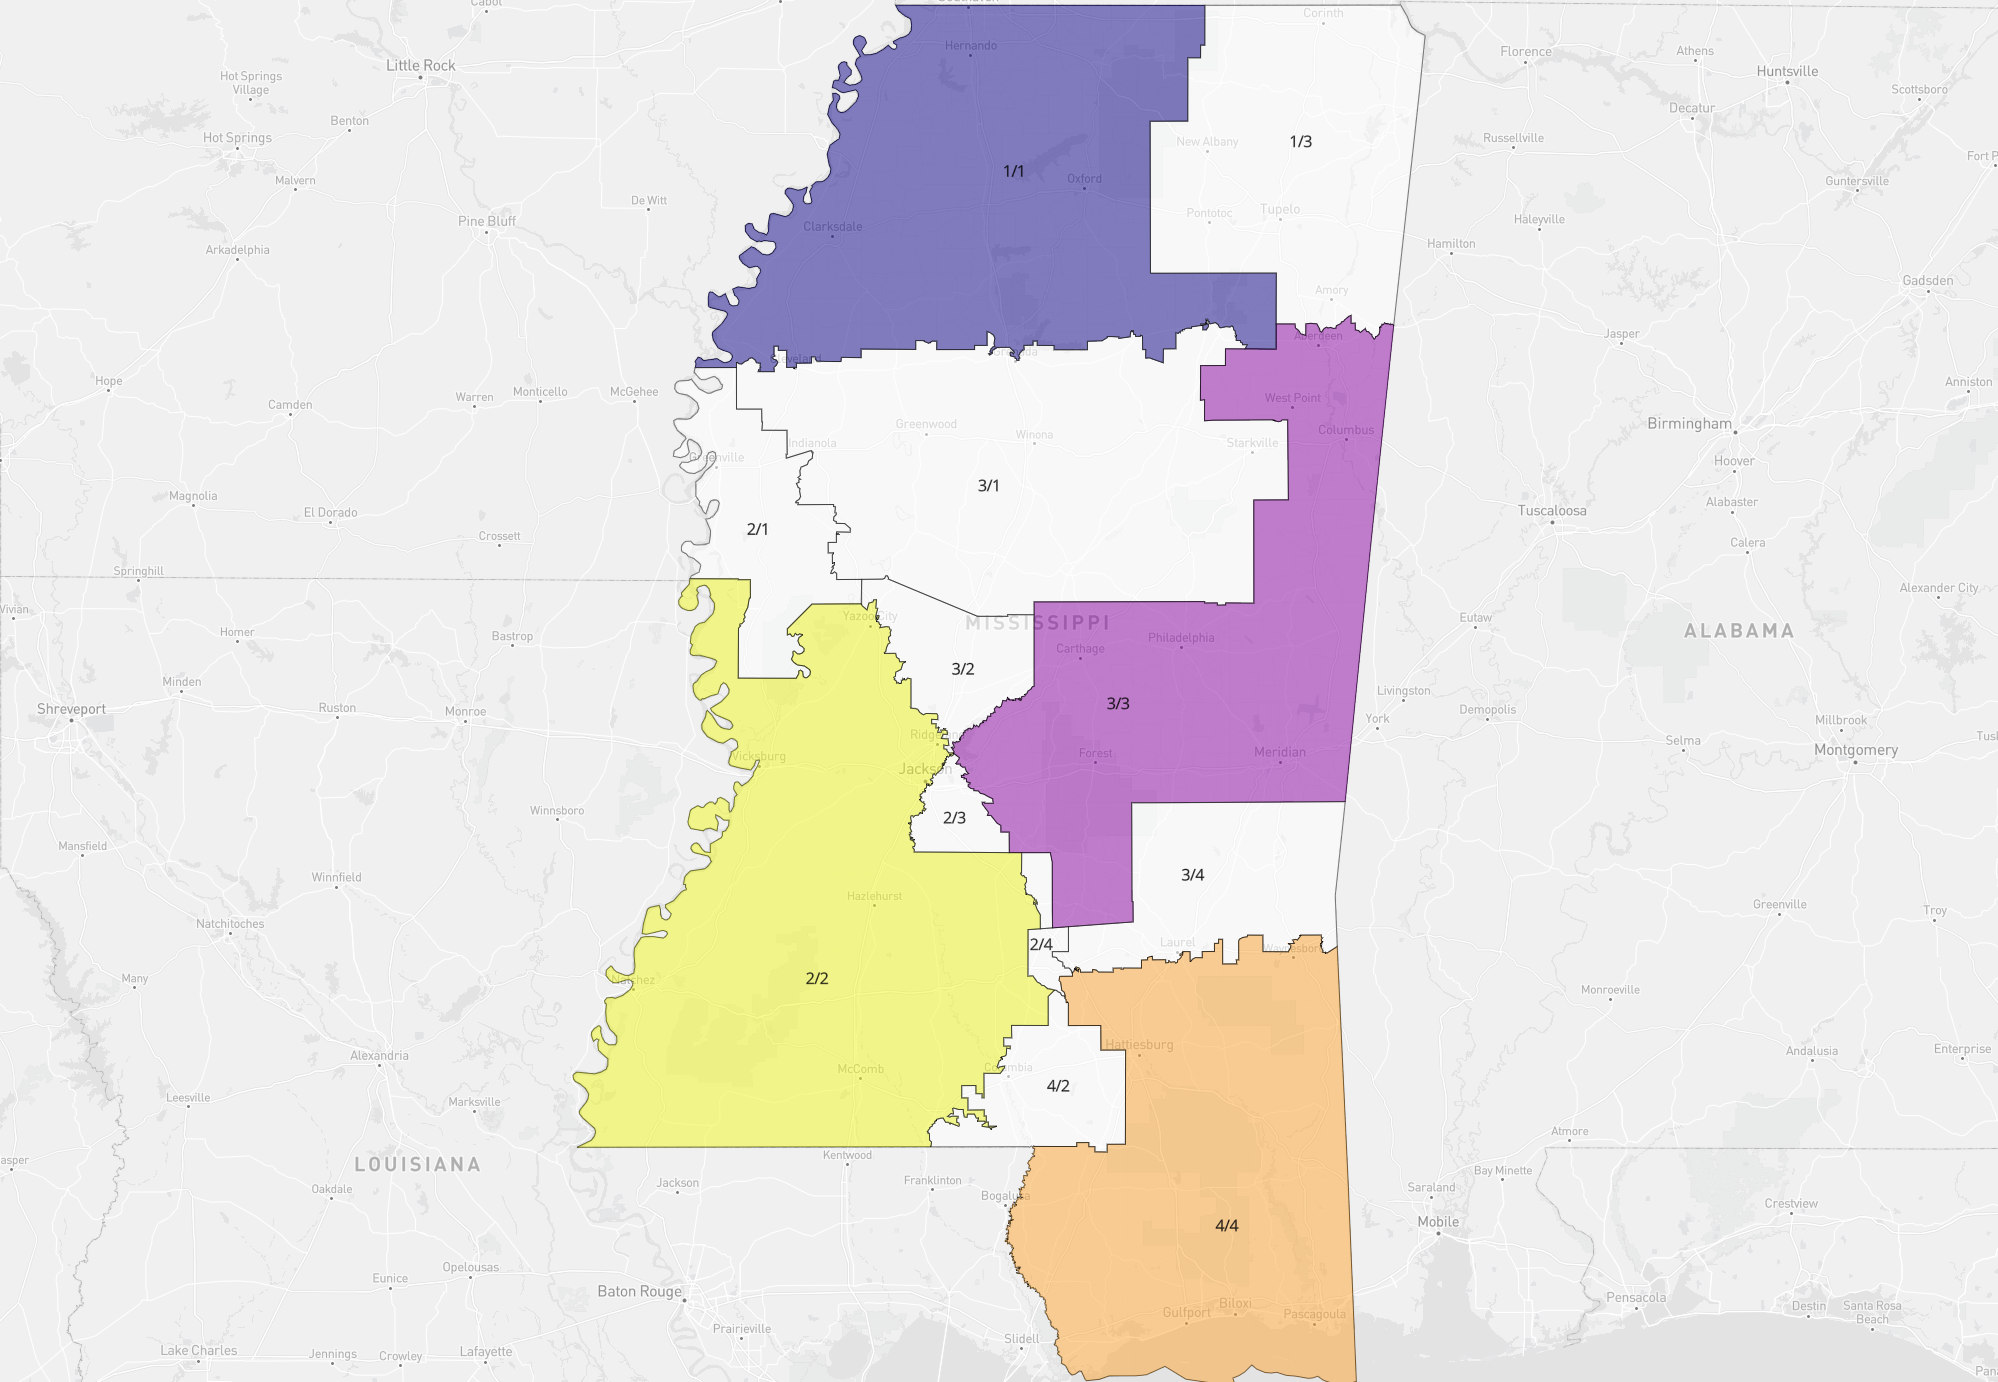 Cabot
Corinth
Hernando
Little Rock
Florence
Athens
Huntsville
Hot Springs
Village
Scottsboro
Decatur
Benton
Hot Springs
1/3
New Albany
Russellville
Fort P
1/1
Malvern
Oxford
Guntersville
De Witt
Pontotoc
Tupelo
Haleyville
Pine Bluff
Clarksdale
Hamilton
Arkadelphia
Gadsden
Amory
Aberdeen
Jasper
Cleveland
Hope
Monticello
McGehee
Anniston
Warren
West Point
Camden
Birmingham
Greenwood
Winona
Columbus
Indianola
Starkville
Greenville
Hoover
3/1
Magnolia
Alabaster
El Dorado
Tuscaloosa
2/1
Crossett
Calera
Springhill
Alexander City
Vivian
Yazoo City
Eutaw
MISSISSIPPI
ALABAMA
Homer
Bastrop
Philadelphia
Carthage
3/2
Minden
Livingston
Shreveport
Ruston
Monroe
3/3
Demopolis
York
Millbrook
Tusk
Selma
Montgomery
Vicksburg
Forest
Meridian
Jackson
Winnsboro
2/3
Mansfield
Winnfield
3/4
Hazlehurst
Greenville
Natchitoches
Troy
2/4
Laurel
Waynesboro
Many
Natchez
2/2
Monroeville
Alexandria
Hattiesburg
Andalusia
Enterprise
McComb
Columbia
4/2
Leesville
Marksville
Atmore
Kentwood
LOUISIANA
asper
Bay Minette
Jackson
Franklinton
Oakdale
Saraland
Bogalusa
Crestview
4/4
Mobile
Opelousas
Eunice
Baton Rouge
Pensacola
Biloxi
Gulfport
Pascagoula
Destin
Santa Rosa
Beach
Prairieville
Slidell
Lake Charles
Jennings
Crowley
Lafayette
Pan